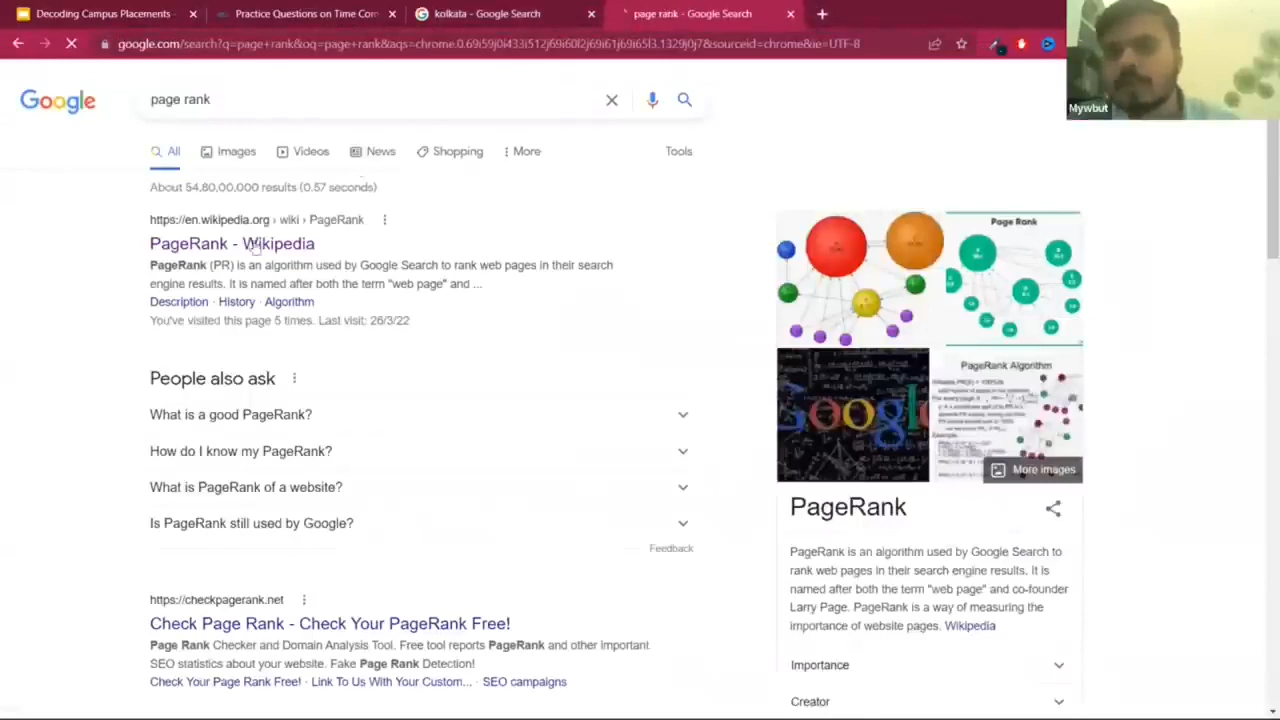 Decoding Campus Placements
Practice Questions on Time Com
kolkata - Google Search
page rank - Google Search
google.com/search?q=page+rank&oq=page+rank&aqs=chrome.0.69i59j0i433i512j69i60l2j69i61j69i65l3.1329j0j7&sourceid=chrome&ie=UTF-8
Mywbut
Google
page rank
All
Images
Videos
News
Shopping
More
Tools
About 54,80,00,000 results (0.57 seconds)
https://en.wikipedia.org › wiki › PageRank
PageRank - Wikipedia
PageRank (PR) is an algorithm used by Google Search to rank web pages in their search
engine results. It is named after both the term "web page" and ...
Description · History · Algorithm
You've visited this page 5 times. Last visit: 26/3/22
People also ask
What is a good PageRank?
How do I know my PageRank?
What is PageRank of a website?
Is PageRank still used by Google?
Feedback
https://checkpagerank.net
Check Page Rank - Check Your PageRank Free!
Page Rank Checker and Domain Analysis Tool. Free tool reports PageRank and other important
SEO statistics about your website. Fake Page Rank Detection!
Check Your Page Rank Free! · Link To Us With Your Custom... · SEO campaigns
Page Rank
Google
PageRank Algorithm
More images
PageRank
PageRank is an algorithm used by Google Search to
rank web pages in their search engine results. It is
named after both the term "web page" and co-founder
Larry Page. PageRank is a way of measuring the
importance of website pages. Wikipedia
Importance
Creator